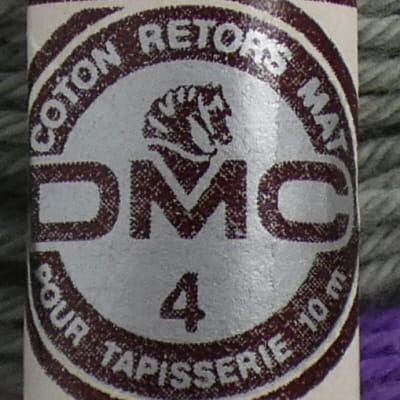 COTON RETORS MAT
DMC
4
POUR TAPISSERIE 10 m